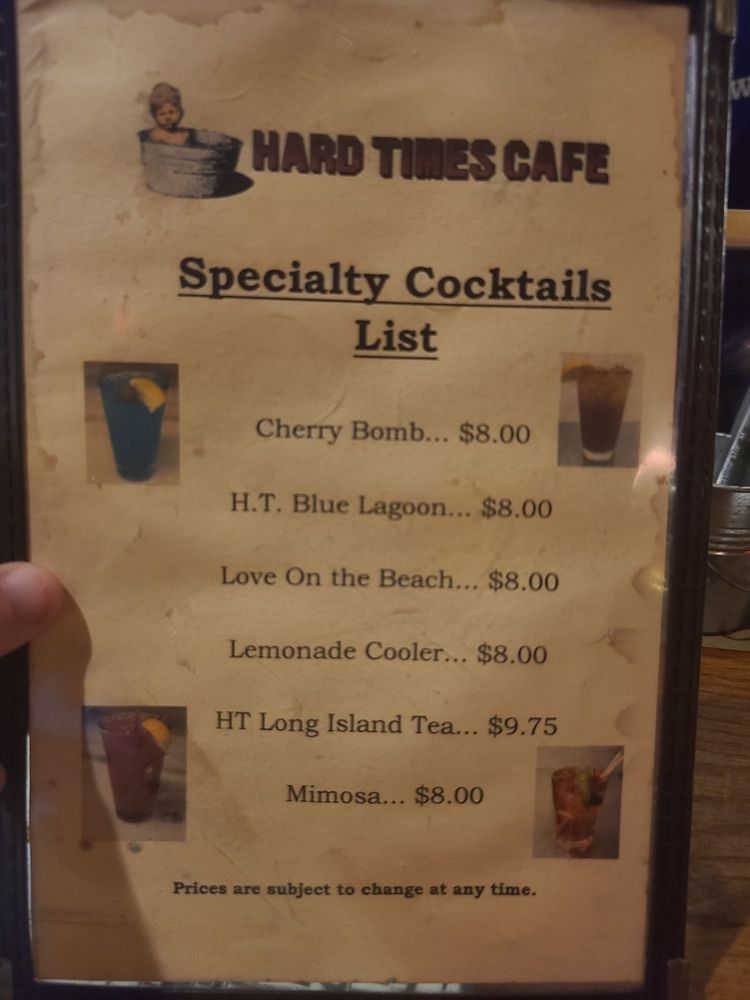 HARD TIMES CAFE
Specialty Cocktails
List
Cherry Bomb... $8.00
H.T. Blue Lagoon... $8.00
Love On the Beach... $8.00
Lemonade Cooler... $8.00
HT Long Island Tea... $9.75
Mimosa... $8.00
Prices are subject to change at any time.